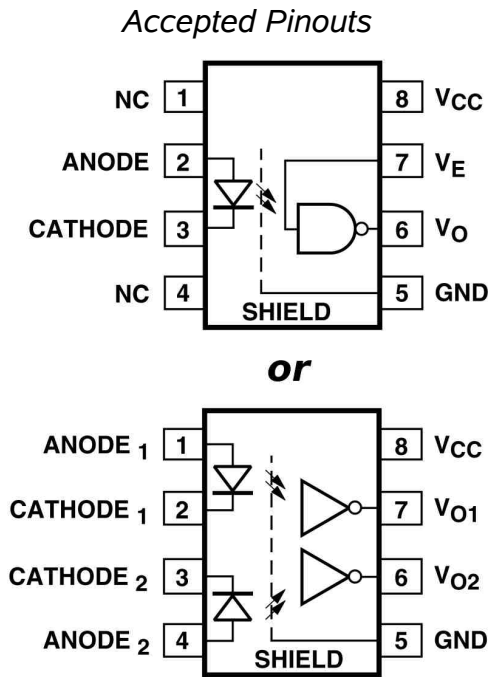 Accepted Pinouts
NC 1 8 VCC
ANODE 2 7 VE
CATHODE 3 6 VO
NC 4 5 GND
SHIELD
or
ANODE 1 1 8 VCC
CATHODE 1 2 7 VO1
CATHODE 2 3 6 VO2
ANODE 2 4 5 GND
SHIELD